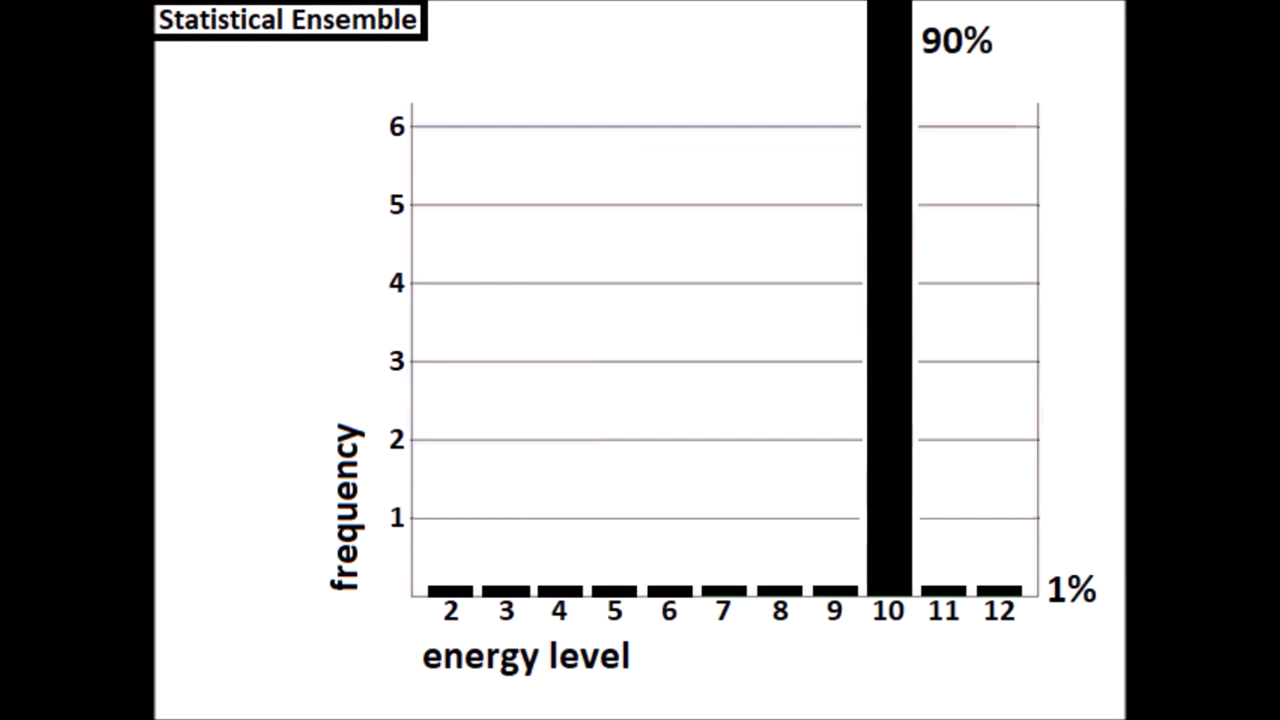 Statistical Ensemble
90%
6
5
4
3
2
1
frequency
1%
2 3 4 5 6 7 8 9 10 11 12
energy level